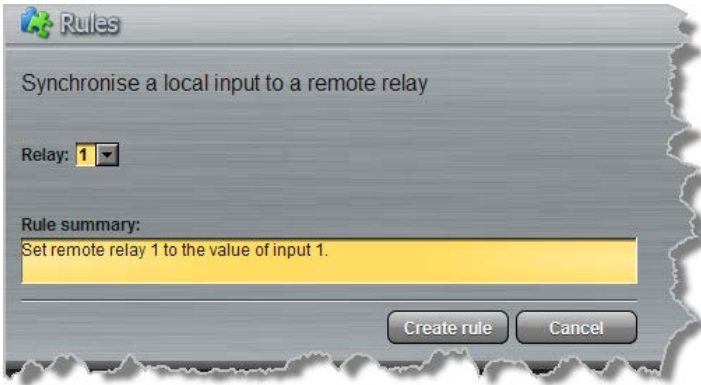 Rules
Synchronise a local input to a remote relay
Relay: 1
Rule summary:
Set remote relay 1 to the value of input 1.
Create rule Cancel